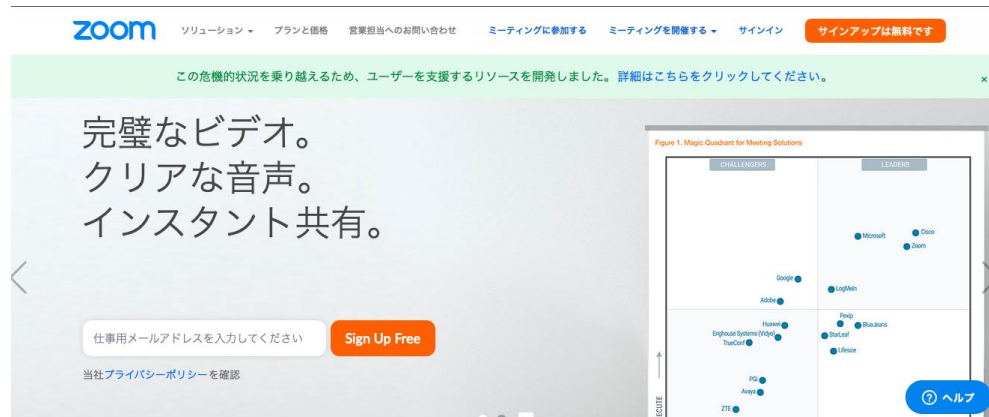 zoom ソリューション プランと価格 営業担当へのお問い合わせ ミーティングに参加する ミーティングを開催する サインイン サインアップは無料です
この危機的状況を乗り越えるため、ユーザーを支援するリソースを開発しました。詳細はこちらをクリックしてください。 ×
完璧なビデオ。
クリアな音声。
インスタント共有。
仕事用メールアドレスを入力してください Sign Up Free
当社プライバシーポリシーを確認
Figure 1. Magic Quadrant for Meeting Solutions
CHALLENGERS LEADERS
Cisco
Microsoft
Zoom
Google
LogMeIn
Adobe
Pexip
Huawei BlueJeans
Enghouse Systems (Vidyo) StarLeaf
TrueConf
Lifesize
PGi
Avaya
ZTE
ECUTE
ヘルプ